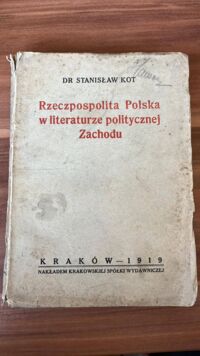 DR STANISŁAW KOT
Rzeczpospolita Polska
w literaturze politycznej
Zachodu
KRAKÓW — 1919
NAKŁADEM KRAKOWSKIEJ SPÓŁKI WYDAWNICZEJ